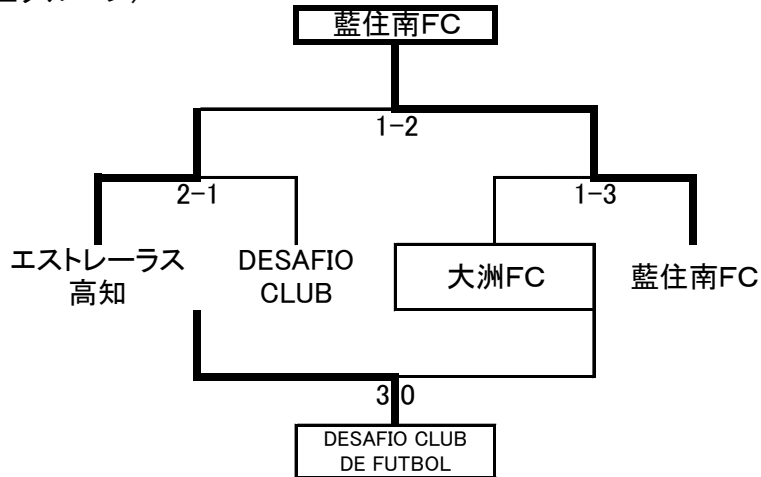 藍住南FC
1-2
2-1
1-3
エストレーラス
高知
DESAFIO
CLUB
大洲FC
藍住南FC
3 0
DESAFIO CLUB
DE FUTBOL